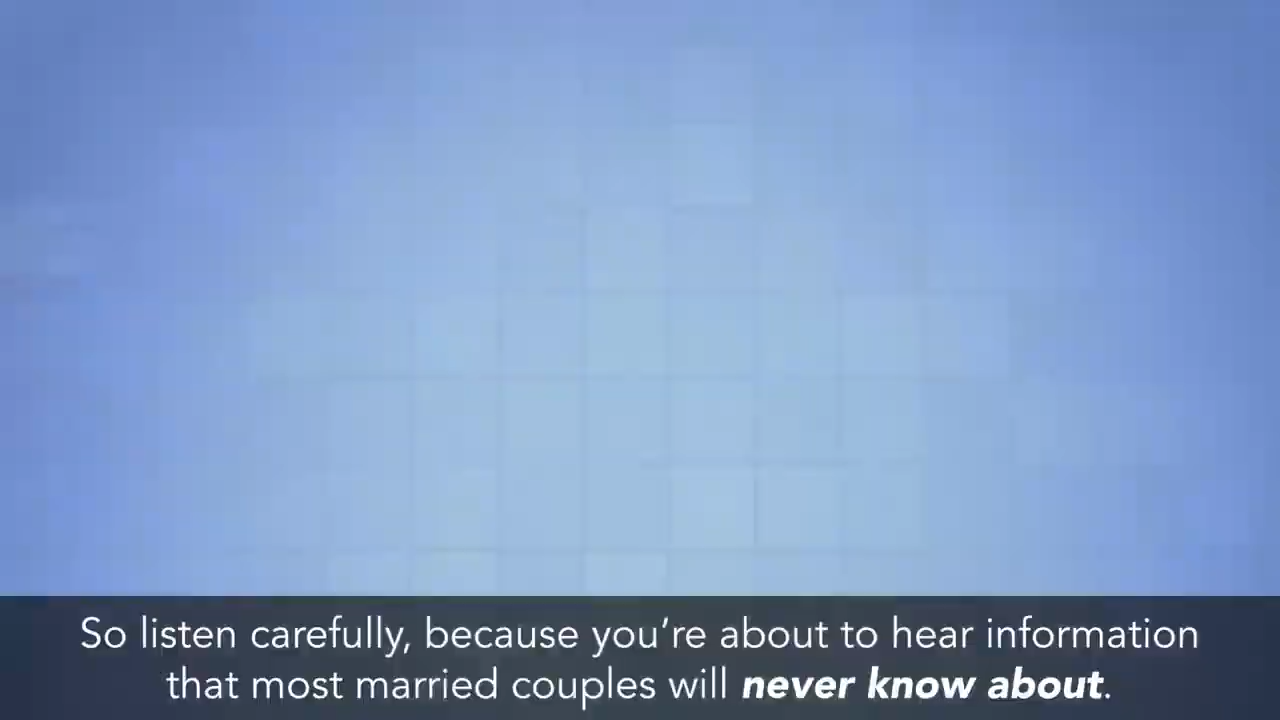 So listen carefully, because you’re about to hear information
that most married couples will never know about.